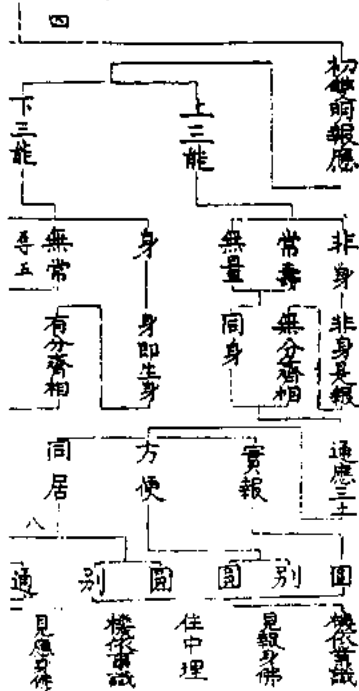 四
初雙明報應
上三能
下三能
非身
常壽
無量
身
無常
尋五
非身是報
無分齊相
同身
身即生身
有分齊相
通應三土
實報
方便
同居
八
圓
別
圓
圓
別
通
機依業識
見報身佛
住中理
機依事識
見應身佛